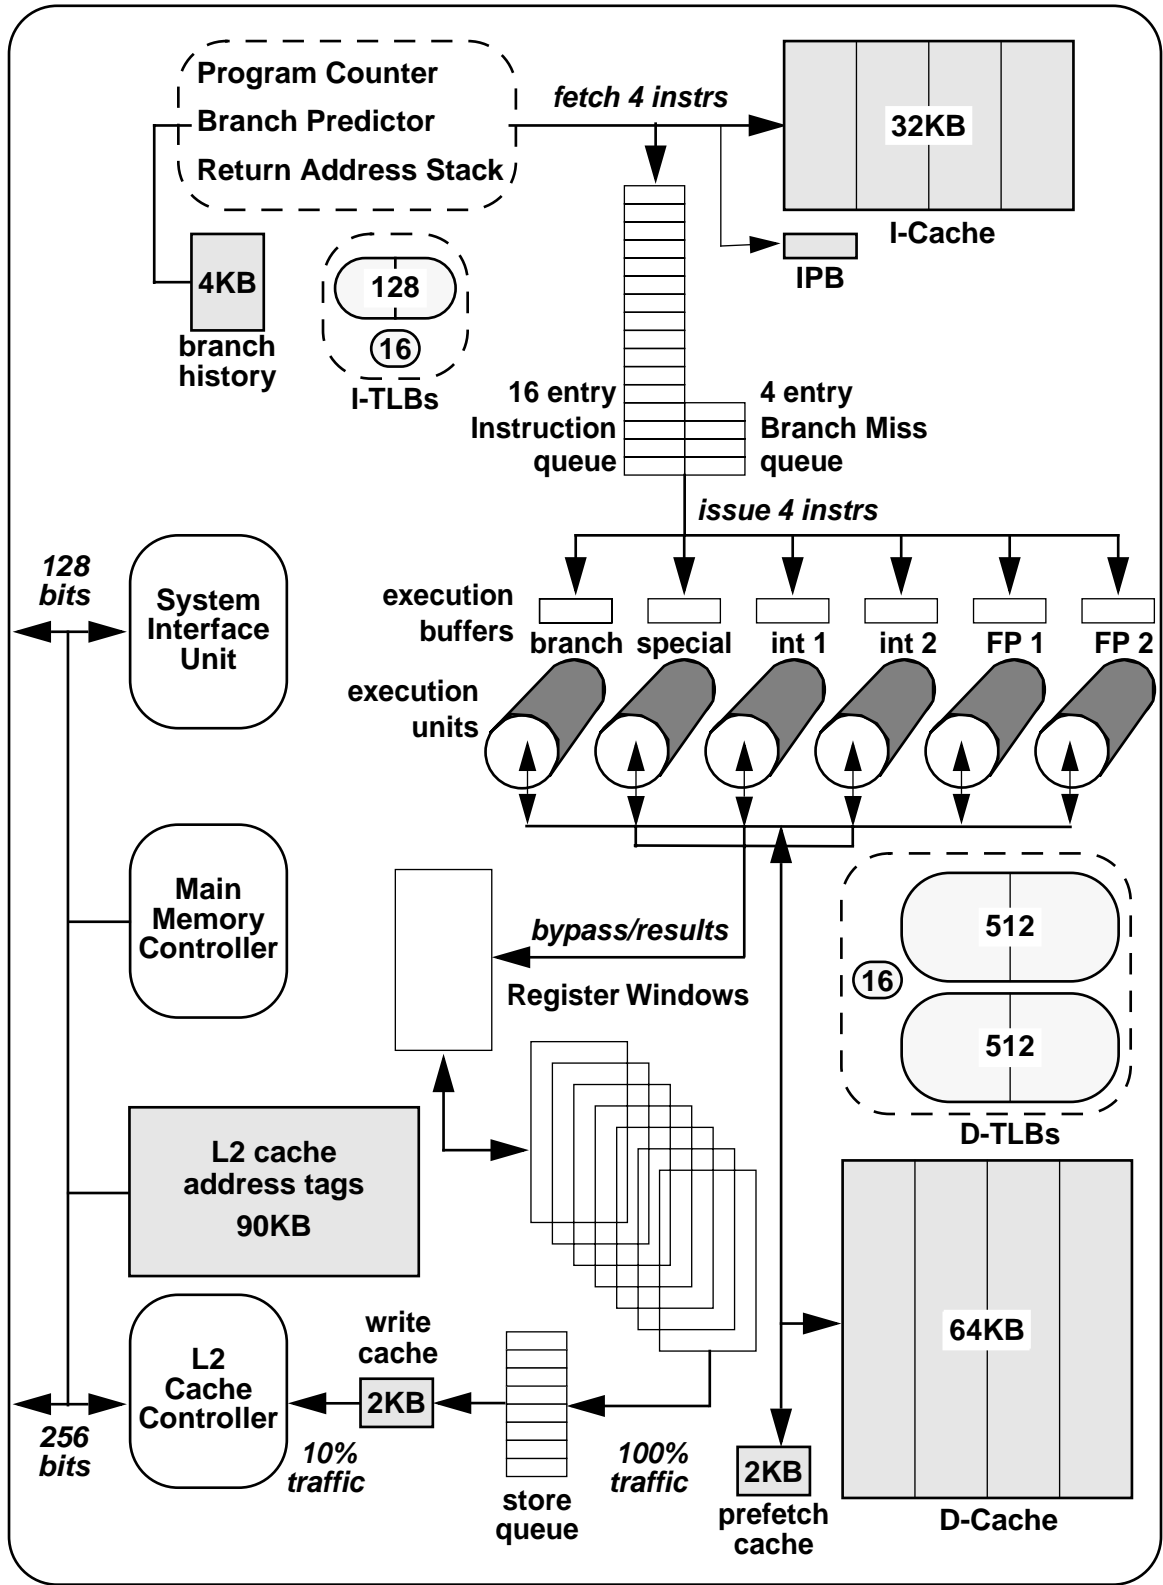 Program Counter
Branch Predictor
Return Address Stack
fetch 4 instrs
32KB
I-Cache
IPB
4KB
branch
history
128
16
I-TLBs
16 entry
Instruction
queue
4 entry
Branch Miss
queue
issue 4 instrs
128
bits
System
Interface
Unit
execution
buffers
branch
special
int 1
int 2
FP 1
FP 2
execution
units
Main
Memory
Controller
bypass/results
Register Windows
512
16
512
D-TLBs
L2 cache
address tags
90KB
L2
Cache
Controller
256
bits
write
cache
2KB
10%
traffic
store
queue
100%
traffic
2KB
prefetch
cache
64KB
D-Cache